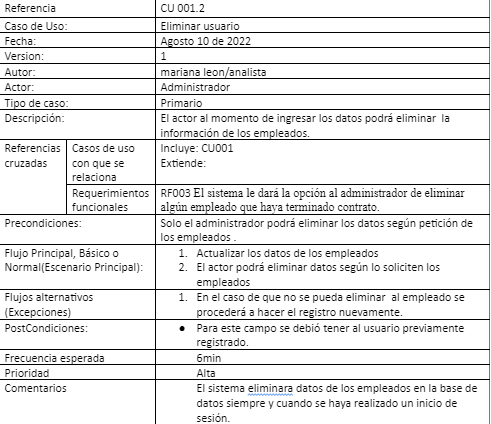 Referencia CU 001.2
Caso de Uso: Eliminar usuario
Fecha: Agosto 10 de 2022
Version: 1
Autor: mariana leon/analista
Actor: Administrador
Tipo de caso: Primario
Descripción: El actor al momento de ingresar los datos podrá eliminar la
información de los empleados.
Referencias
cruzadas
Casos de uso
con que se
relaciona
Incluye: CU001
Extiende:
Requerimientos
funcionales
RF003 El sistema le dará la opción al administrador de eliminar
algún empleado que haya terminado contrato.
Precondiciones: Solo el administrador podrá eliminar los datos según petición de
los empleados .
Flujo Principal, Básico o
Normal(Escenario Principal):
1. Actualizar los datos de los empleados
2. El actor podrá eliminar datos según lo soliciten los
empleados
Flujos alternativos
(Excepciones)
1. En el caso de que no se pueda eliminar al empleado se
procederá a hacer el registro nuevamente.
PostCondiciones: ● Para este campo se debió tener al usuario previamente
registrado.
Frecuencia esperada 6min
Prioridad Alta
Comentarios El sistema eliminara datos de los empleados en la base de
datos siempre y cuando se haya realizado un inicio de
sesión.